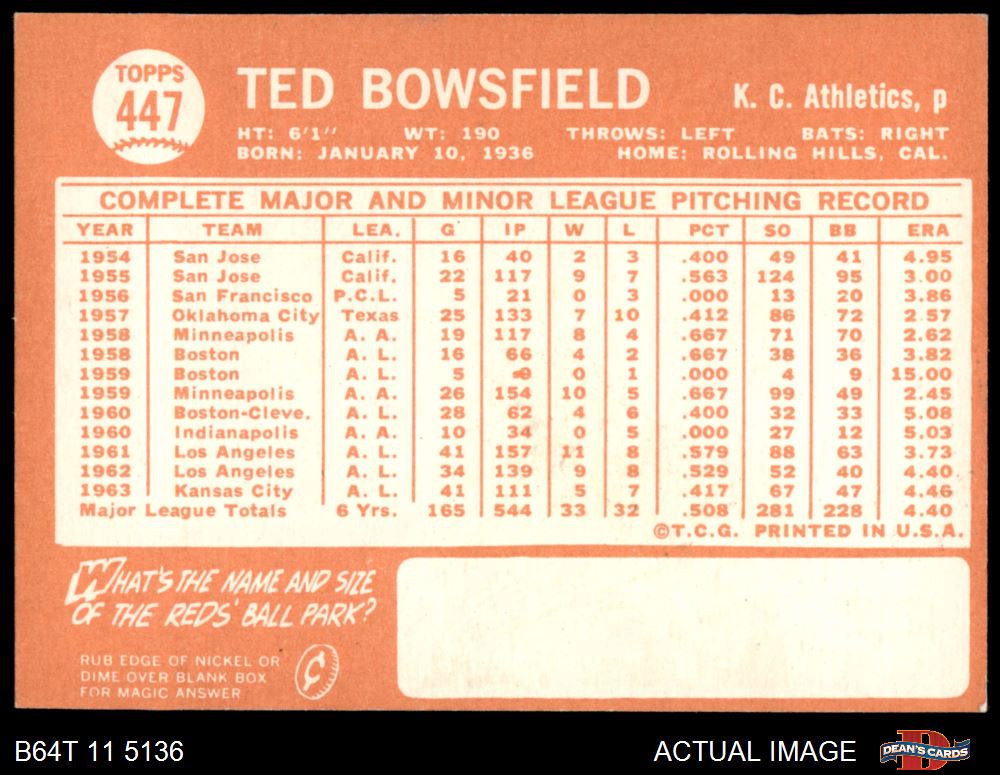 TOPPS
447
TED BOWSFIELD
K. C. Athletics, p
HT: 6'1" WT: 190 THROWS: LEFT BATS: RIGHT
BORN: JANUARY 10, 1936 HOME: ROLLING HILLS, CAL.
COMPLETE MAJOR AND MINOR LEAGUE PITCHING RECORD
YEAR TEAM LEA. G IP W L PCT SO BB ERA
1954 San Jose Calif. 16 40 2 3 .400 49 41 4.95
1955 San Jose Calif. 22 117 9 7 .563 124 95 3.00
1956 San Francisco P.C.L. 5 21 0 3 .000 13 20 3.86
1957 Oklahoma City Texas 25 133 7 10 .412 86 72 2.57
1958 Minneapolis A. A. 19 117 8 4 .667 71 70 2.62
1958 Boston A. L. 16 66 4 2 .667 38 36 3.82
1959 Boston A. L. 5 0 1 .000 4 9 15.00
1959 Minneapolis A. A. 26 154 10 5 .667 99 49 2.45
1960 Boston-Cleve. A. L. 28 62 4 6 .400 32 33 5.08
1960 Indianapolis A. A. 10 34 0 5 .000 27 12 5.03
1961 Los Angeles A. L. 41 157 11 8 .579 88 63 3.73
1962 Los Angeles A. L. 34 139 9 8 .529 52 40 4.40
1963 Kansas City A. L. 41 111 5 7 .417 67 47 4.46
Major League Totals 6 Yrs. 165 544 33 32 .508 281 228 4.40
©T.C.G. PRINTED IN U.S.A.
WHAT'S THE NAME AND SIZE
OF THE REDS' BALL PARK?
RUB EDGE OF NICKEL OR
DIME OVER BLANK BOX
FOR MAGIC ANSWER
¢
B64T 11 5136
ACTUAL IMAGE
D
DEAN'S CARDS